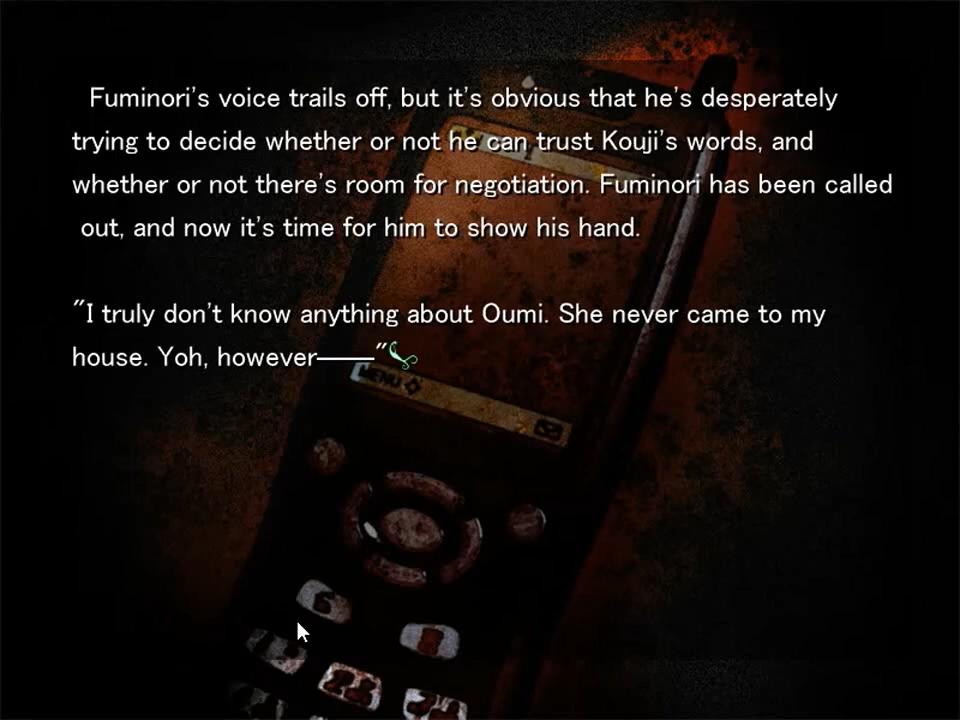 Fuminori's voice trails off, but it's obvious that he's desperately
trying to decide whether or not he can trust Kouji's words, and
whether or not there's room for negotiation. Fuminori has been called
out, and now it's time for him to show his hand.
"I truly don't know anything about Oumi. She never came to my
house. Yoh, however——"
MENU